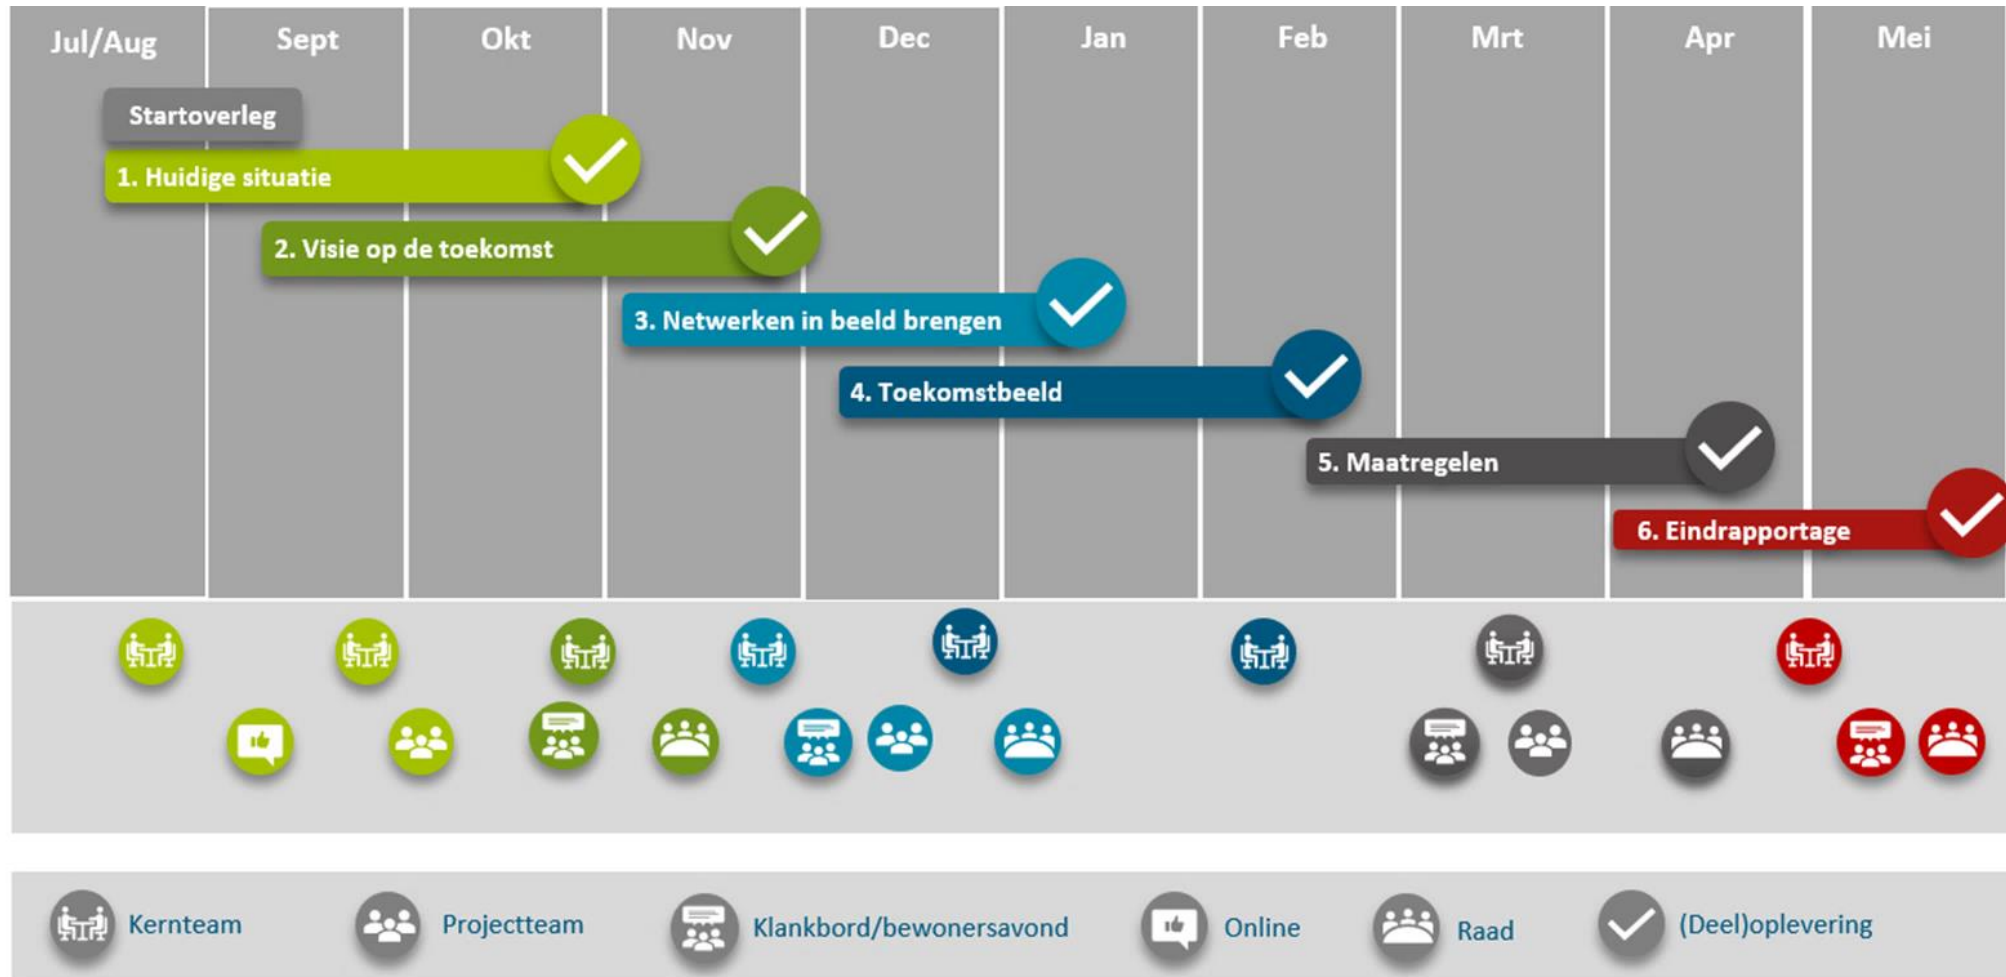 Jul/Aug Sept Okt Nov Dec Jan Feb Mrt Apr Mei
Startoverleg
1. Huidige situatie
2. Visie op de toekomst
3. Netwerken in beeld brengen
4. Toekomstbeeld
5. Maatregelen
6. Eindrapportage
Kernteam Projectteam Klankbord/bewonersavond Online Raad (Deel)oplevering